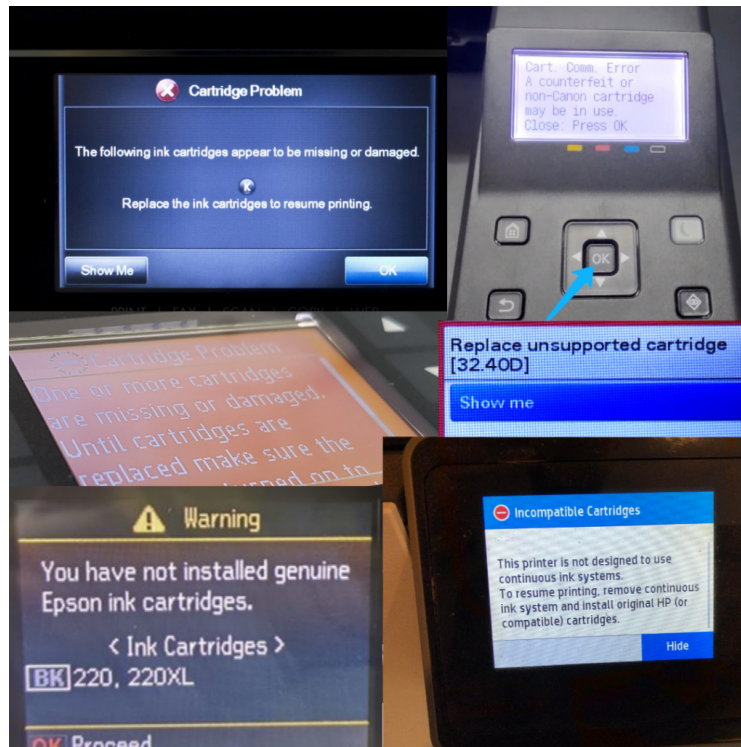 Cartridge Problem
The following ink cartridges appear to be missing or damaged.
K
Replace the ink cartridges to resume printing.
Show Me
OK
Cart. Comm. Error
A counterfeit or
non-Canon cartridge
may be in use.
Close: Press OK
OK
Cartridge Problem
One or more cartridges
are missing or damaged.
Until cartridges are
replaced make sure the
turned on to
Replace unsupported cartridge
[32.40D]
Show me
Warning
You have not installed genuine
Epson ink cartridges.
< Ink Cartridges >
BK 220, 220XL
OK Proceed
Incompatible Cartridges
This printer is not designed to use
continuous ink systems.
To resume printing, remove continuous
ink system and install original HP (or
compatible) cartridges.
Hide